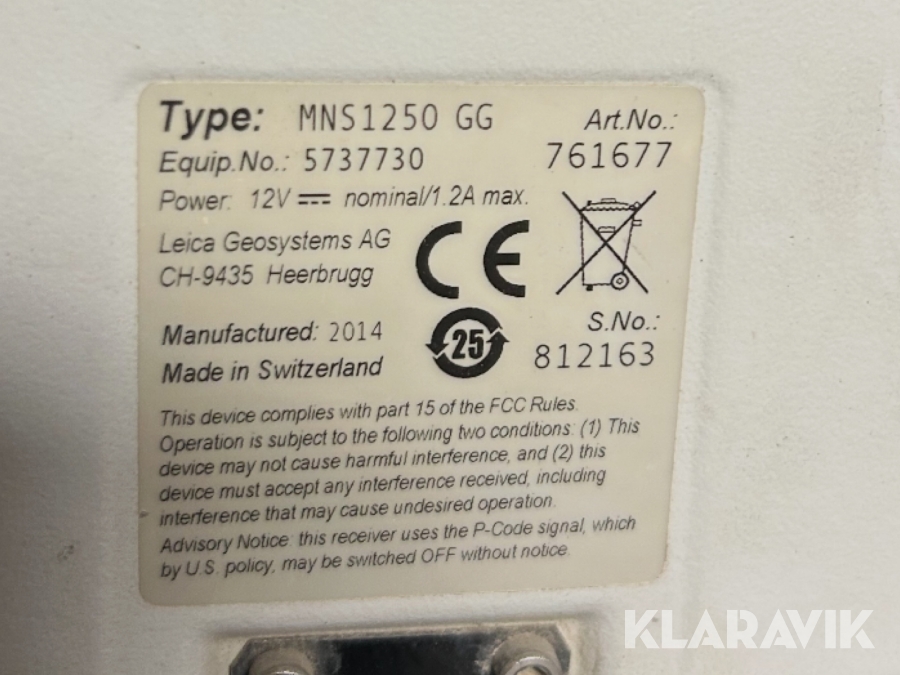 Type: MNS1250 GG
Art.No.:
Equip.No.: 5737730
761677
Power: 12V nominal/1.2A max.
Leica Geosystems AG
CH-9435 Heerbrugg
CE
Manufactured: 2014
25
S.No.:
Made in Switzerland
812163
This device complies with part 15 of the FCC Rules.
Operation is subject to the following two conditions: (1) This
device may not cause harmful interference, and (2) this
device must accept any interference received, including
interference that may cause undesired operation.
Advisory Notice: this receiver uses the P-Code signal, which
by U.S. policy, may be switched OFF without notice.
KLARAVIK